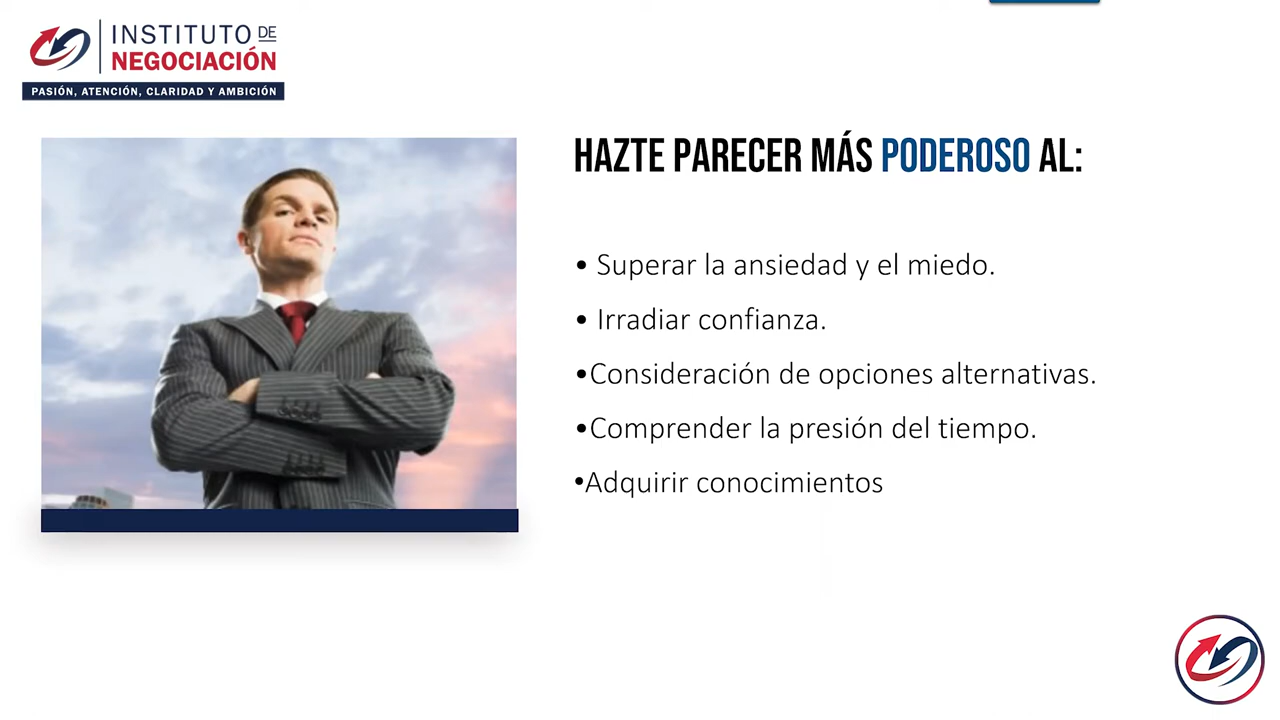 INSTITUTO DE
NEGOCIACIÓN
PASIÓN, ATENCIÓN, CLARIDAD Y AMBICIÓN
HAZTE PARECER MÁS PODEROSO AL:
• Superar la ansiedad y el miedo.
• Irradiar confianza.
•Consideración de opciones alternativas.
•Comprender la presión del tiempo.
•Adquirir conocimientos